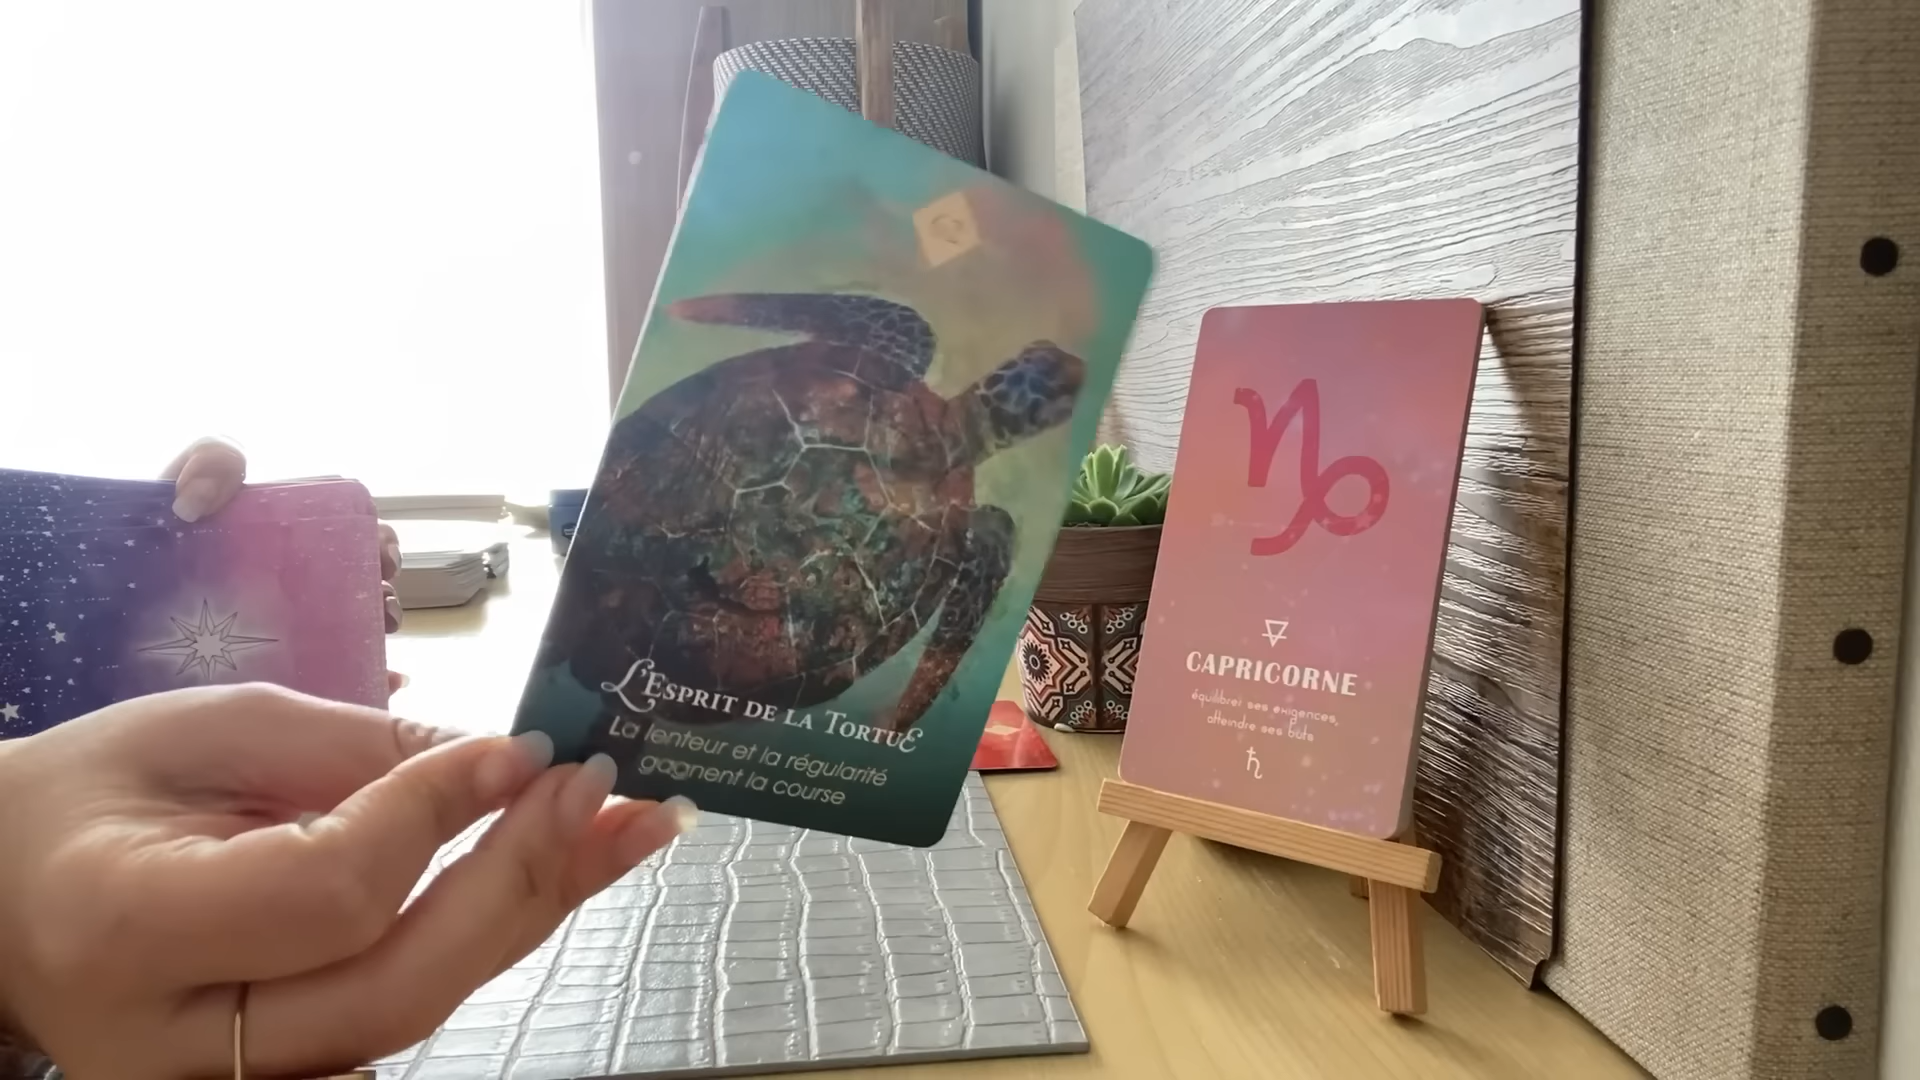 L'Esprit de la Tortue
La lenteur et la régularité
gagnent la course
CAPRICORNE
équilibrer ses exigences,
atteindre ses buts